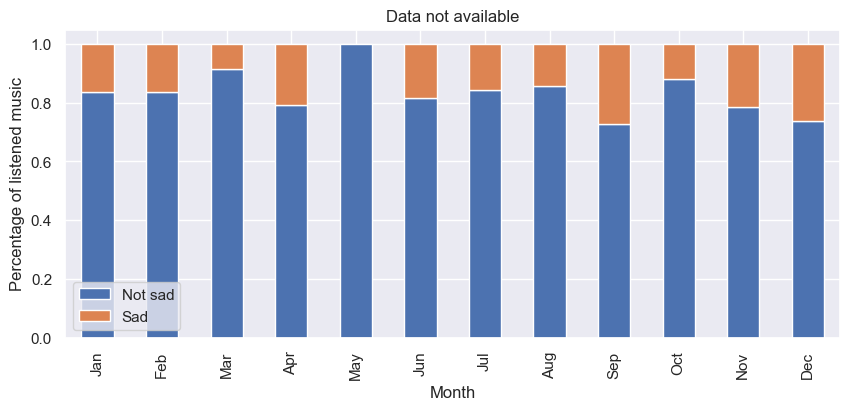 Data not available
Percentage of listened music
1.0
0.8
0.6
0.4
0.2
0.0
Not sad
Sad
Jan
Feb
Mar
Apr
May
Jun
Jul
Aug
Sep
Oct
Nov
Dec
Month